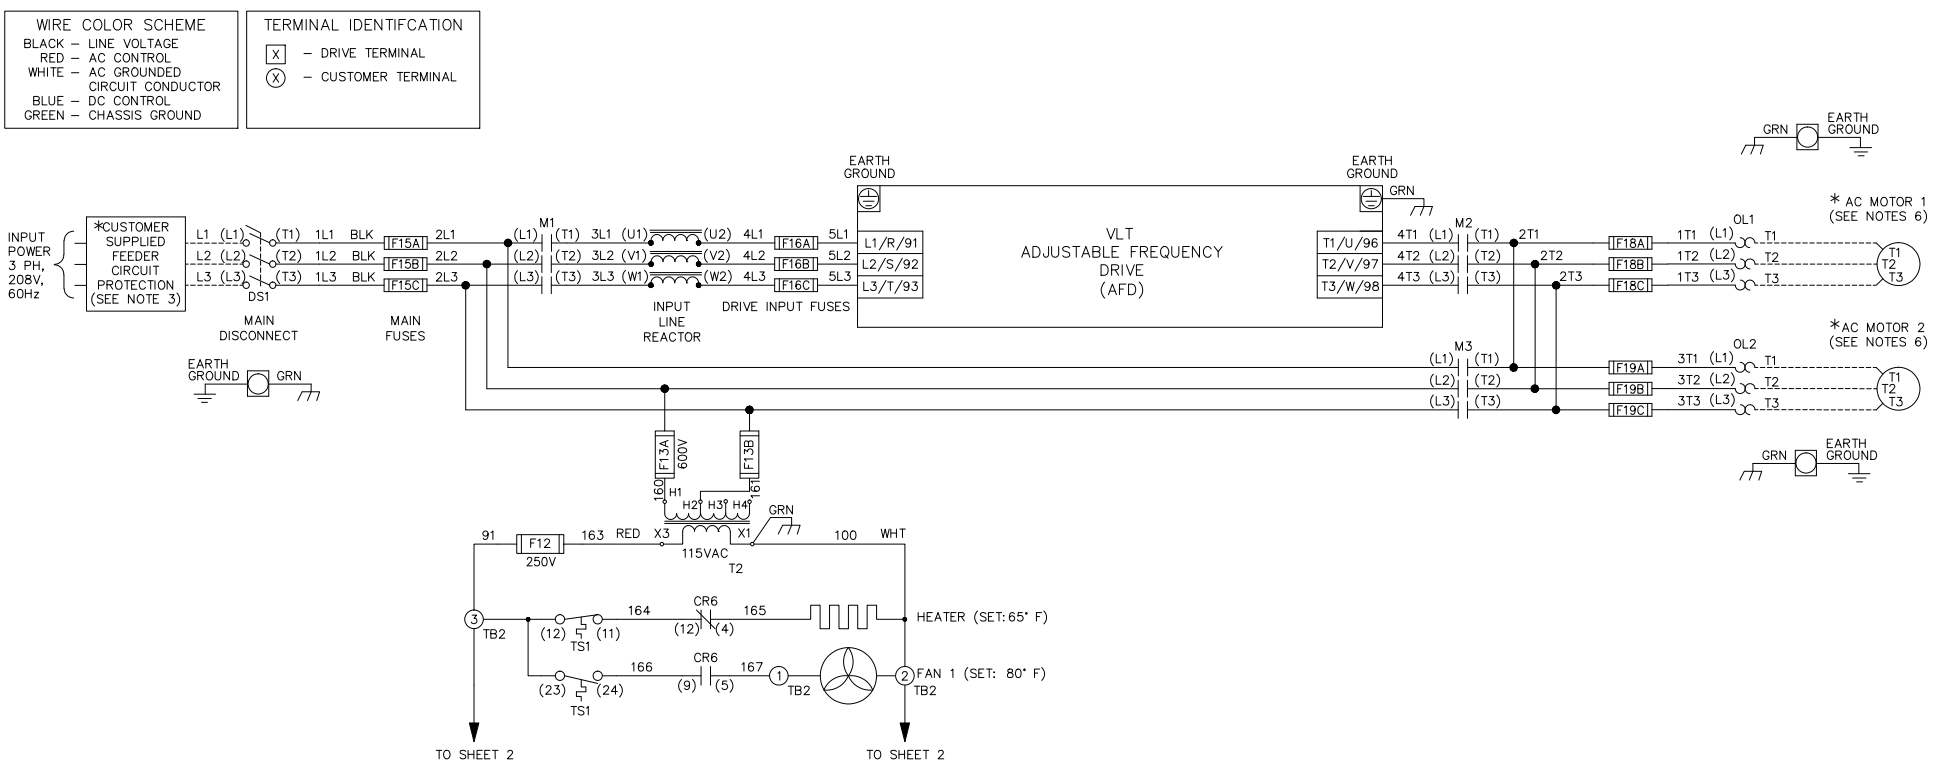 WIRE COLOR SCHEME
BLACK – LINE VOLTAGE
RED – AC CONTROL
WHITE – AC GROUNDED
CIRCUIT CONDUCTOR
BLUE – DC CONTROL
GREEN – CHASSIS GROUND
TERMINAL IDENTIFCATION
X – DRIVE TERMINAL
X – CUSTOMER TERMINAL
INPUT
POWER
3 PH,
208V,
60Hz
*CUSTOMER
SUPPLIED
FEEDER
CIRCUIT
PROTECTION
(SEE NOTE 3)
L1 (L1) (T1) 1L1 BLK F15A 2L1 (L1) M1 (T1) 3L1 (U1) (U2) 4L1 F16A 5L1 L1/R/91
L2 (L2) 1L2 BLK F15B 2L2 (L2) (T2) 3L2 (V1) (V2) 4L2 F16B 5L2 L2/S/92
L3 (L3) (T3) 1L3 BLK F15C 2L3 (L3) (T3) 3L3 (W1) (W2) 4L3 F16C 5L3 L3/T/93
DS1
MAIN
DISCONNECT
MAIN
FUSES
INPUT
LINE
REACTOR
DRIVE INPUT FUSES
EARTH
GROUND
GRN
EARTH
GROUND
VLT
ADJUSTABLE FREQUENCY
DRIVE
(AFD)
EARTH
GROUND
GRN
T1/U/96 4T1 (L1) M2 (T1) 2T1 F18A 1T1 (L1) OL1 T1
T2/V/97 4T2 (L2) (T2) 2T2 F18B 1T2 (L2) T2
T3/W/98 4T3 (L3) (T3) 2T3 F18C 1T3 (L3) T3
T1
T2
T3
GRN
EARTH
GROUND
* AC MOTOR 1
(SEE NOTES 6)
*AC MOTOR 2
(SEE NOTES 6)
(L1) M3 (T1) F19A 3T1 (L1) OL2 T1
(L2) (T2) F19B 3T2 (L2) T2
(L3) (T3) F19C 3T3 (L3) T3
T1
T2
T3
GRN
EARTH
GROUND
F13A
600V
F13B
160
161
H1
H2 H3 H4
GRN
91 F12 163 RED X3 X1 100 WHT
250V
115VAC
T2
3
TB2
(12) (11)
TS1
164
CR6
(12) (4)
165
HEATER (SET:65° F)
(23) (24)
TS1
166
CR6
(9) (5)
167
1
TB2
2
TB2
FAN 1 (SET: 80° F)
TO SHEET 2
TO SHEET 2